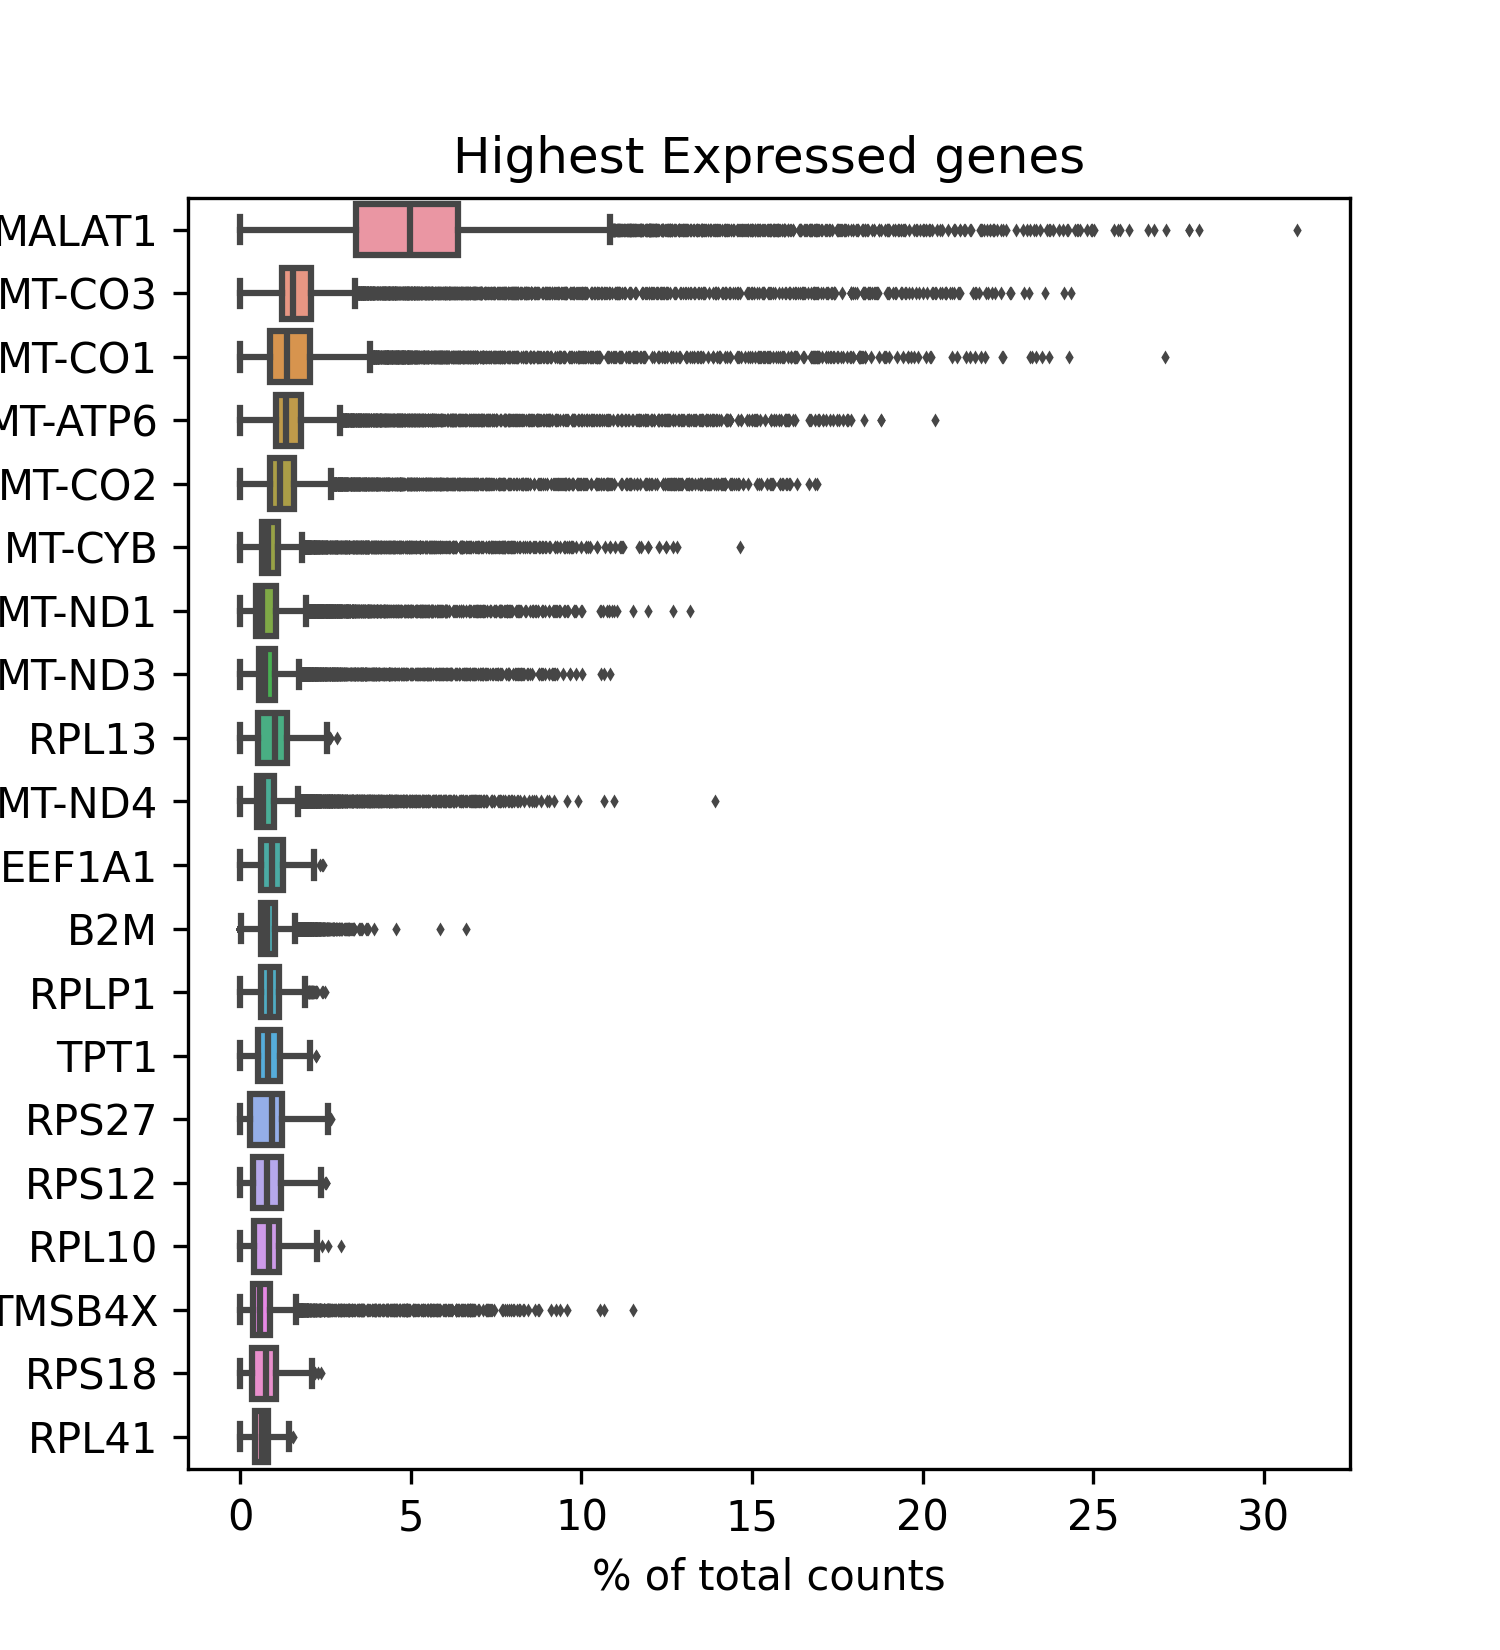 Highest Expressed genes
MALAT1
MT-CO3
MT-CO1
MT-ATP6
MT-CO2
MT-CYB
MT-ND1
MT-ND3
RPL13
MT-ND4
EEF1A1
B2M
RPLP1
TPT1
RPS27
RPS12
RPL10
TMSB4X
RPS18
RPL41
0 5 10 15 20 25 30
% of total counts